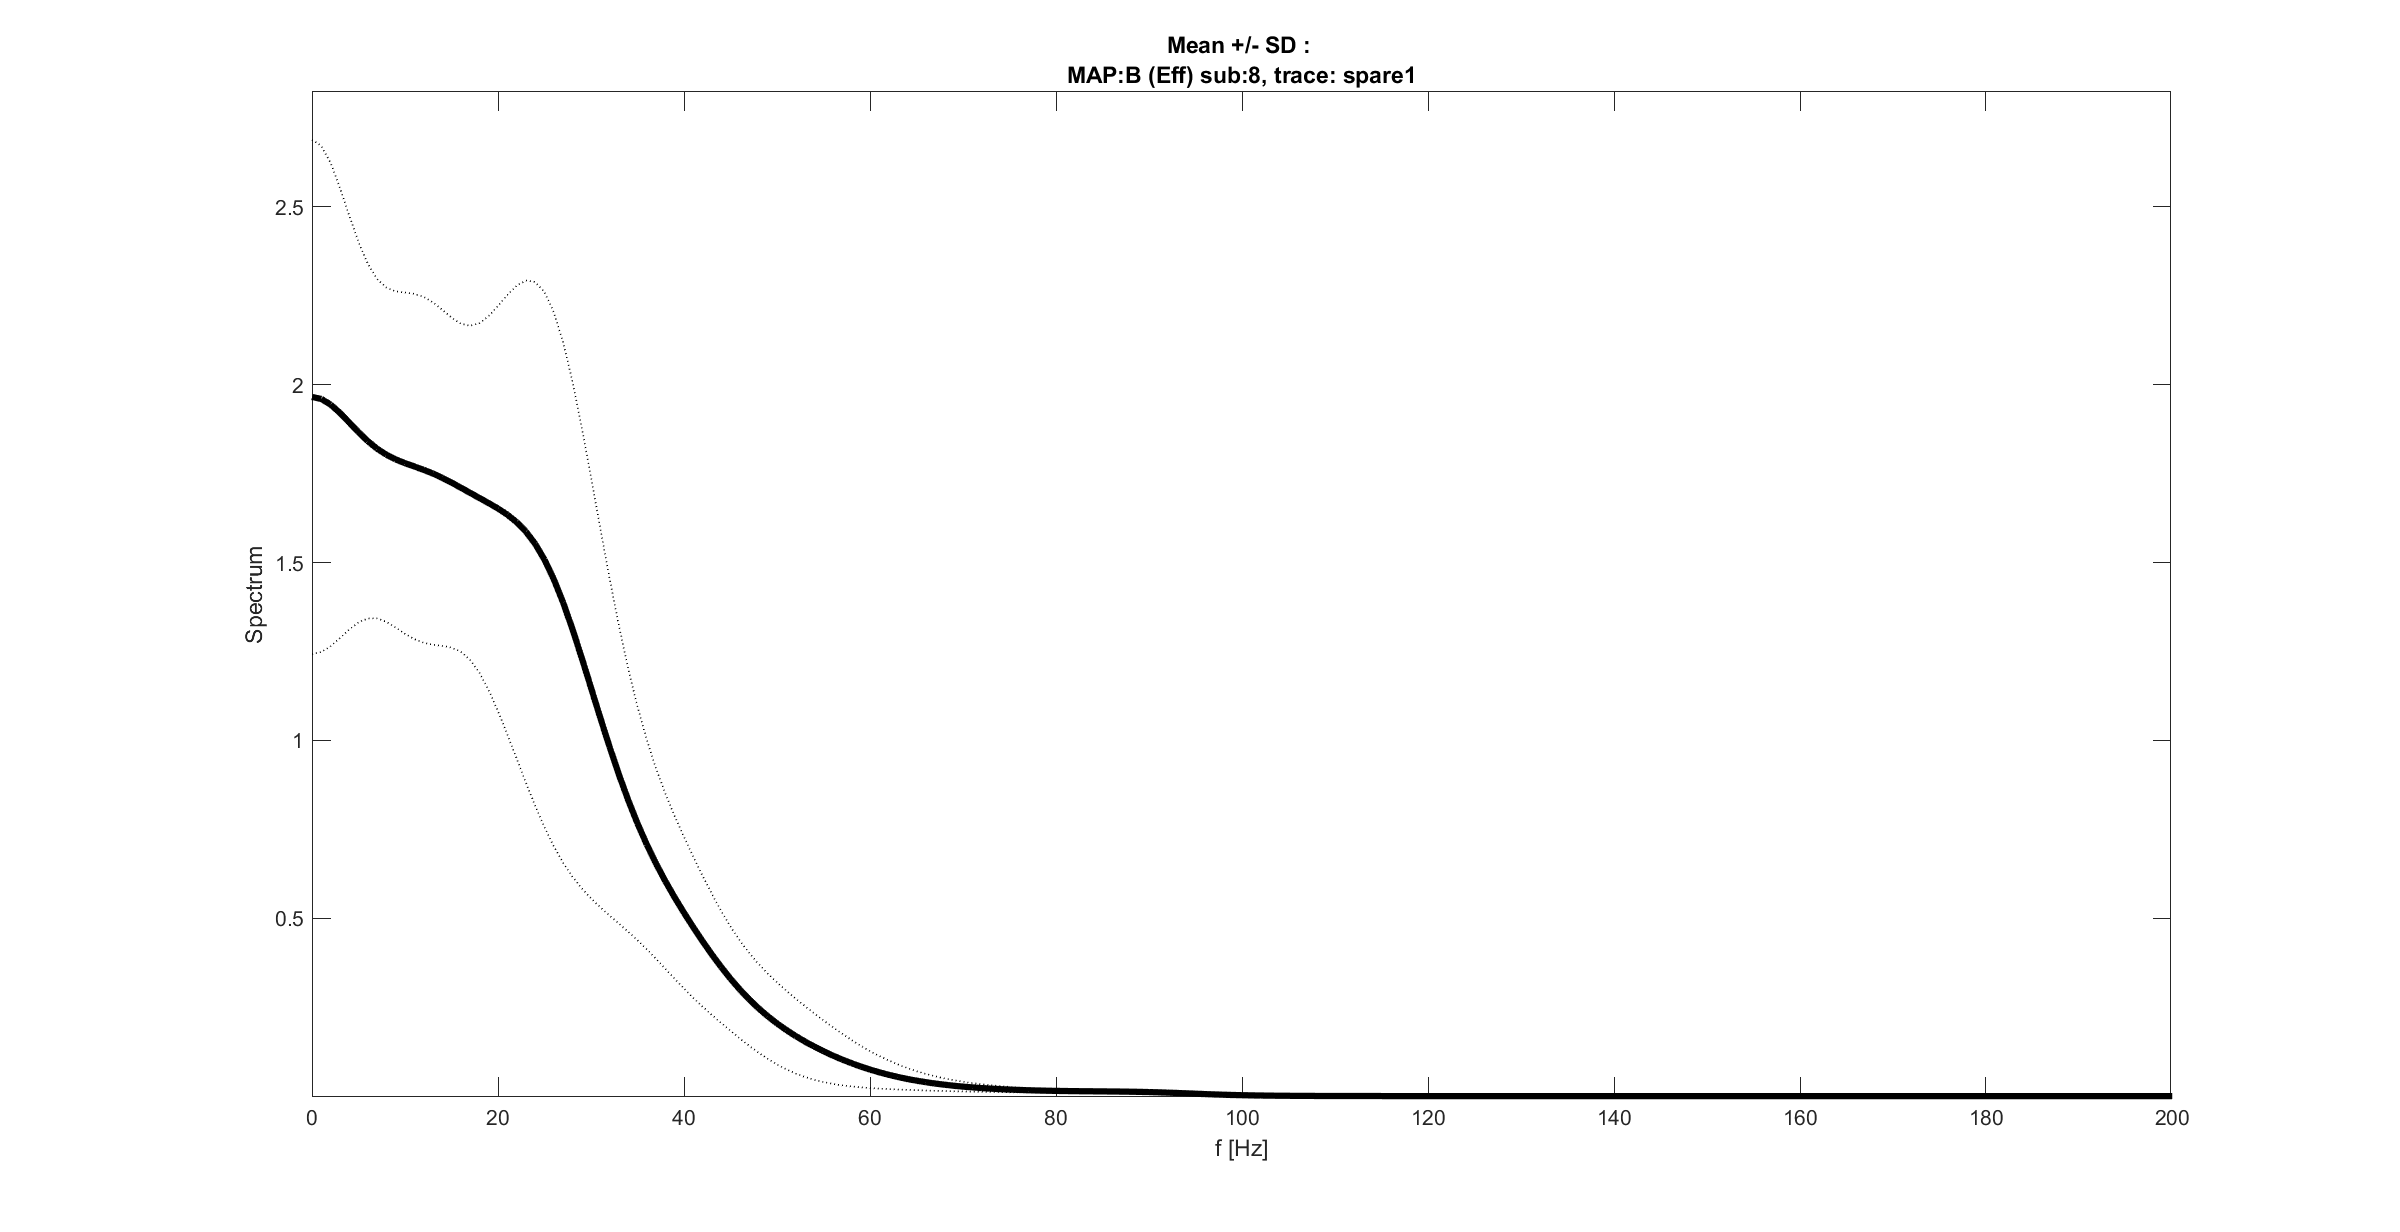 Mean +/- SD :
MAP:B (Eff) sub:8, trace: spare1
2.5
2
1.5
1
0.5
Spectrum
0 20 40 60 80 100 120 140 160 180 200
f [Hz]